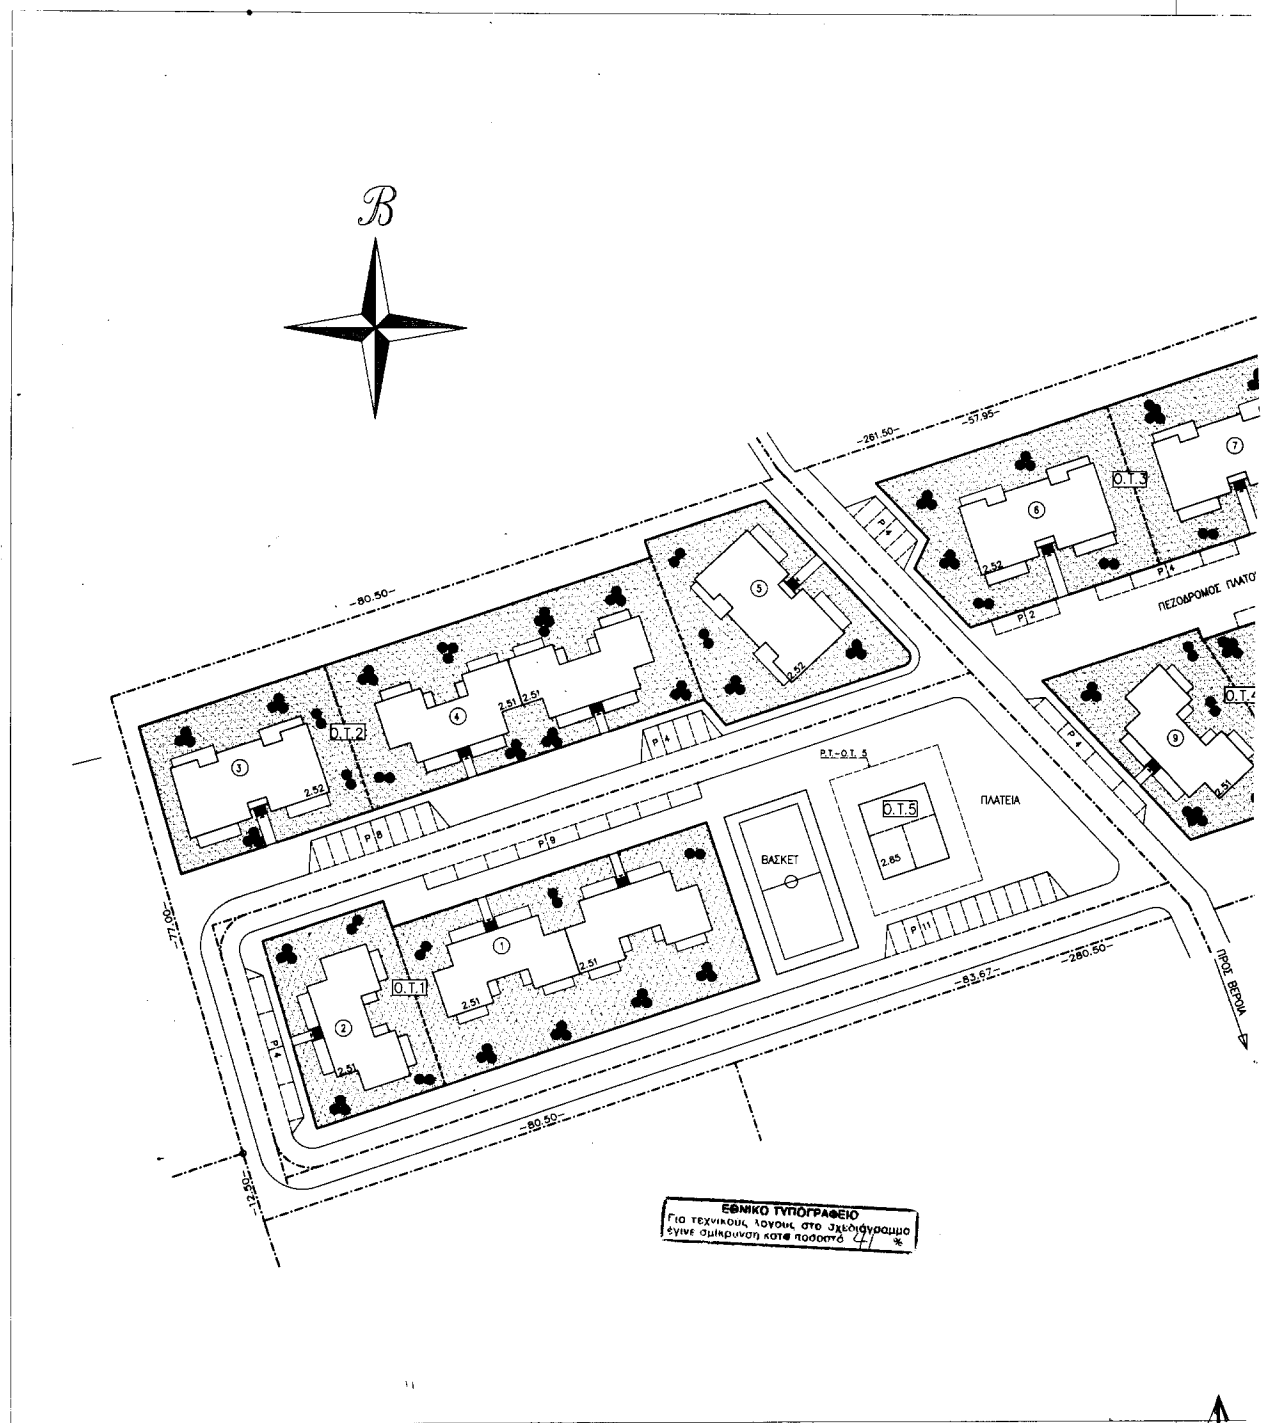 B
-261.50-
-57.95-
7
O.T.3
6
P 4
2.52
P 4
ΠΕΖΟΔΡΟΜΟΣ ΠΛΑΤΟ
P 2
-80.50-
5
2.52
O.T.4
9
P 4
2.51
2.51
2.51
4
O.T.2
P 4
3
2.52
P 8
P 9
Ρ.Τ.-Ο.Τ. 5
ΠΛΑΤΕΙΑ
O.T.5
2.85
ΒΑΣΚΕΤ
P 11
-77.00-
1
2.51
2.51
O.T.1
2
P 4
2.51
-83.67-
-280.50-
ΠΡΟΣ ΒΕΡΟΙΑ
-80.50-
-12.50-
ΕΘΝΙΚΟ ΤΥΠΟΓΡΑΦΕΙΟ
Για τεχνικούς λόγους στο σχεδιάγραμμα
έγινε σμίκρυνση κατά ποσοστό 41 %